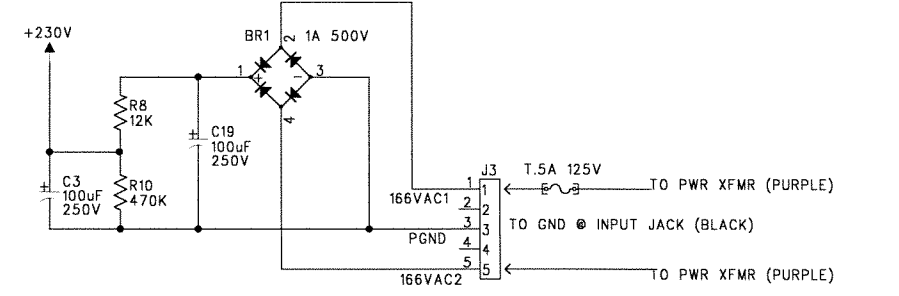 +230V
BR1
2
1A 500V
1
+
-
3
4
R8
12K
+
C19
100uF
250V
+
C3
100uF
250V
R10
470K
J3
T.5A 125V
1
1
TO PWR XFMR (PURPLE)
166VAC1
2
2
3
3
TO GND @ INPUT JACK (BLACK)
PGND
4
4
5
5
166VAC2
TO PWR XFMR (PURPLE)